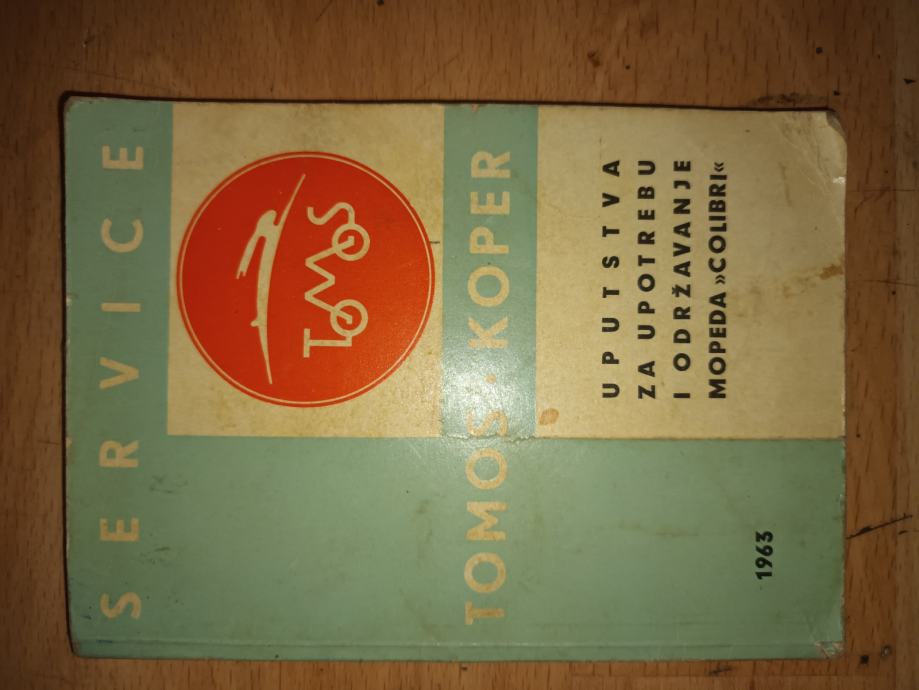 SERVICE
TOMOS
TOMOS · KOPER
UPUTSTVA
ZA UPOTREBU
I ODRŽAVANJE
MOPEDA »COLIBRI«
1963